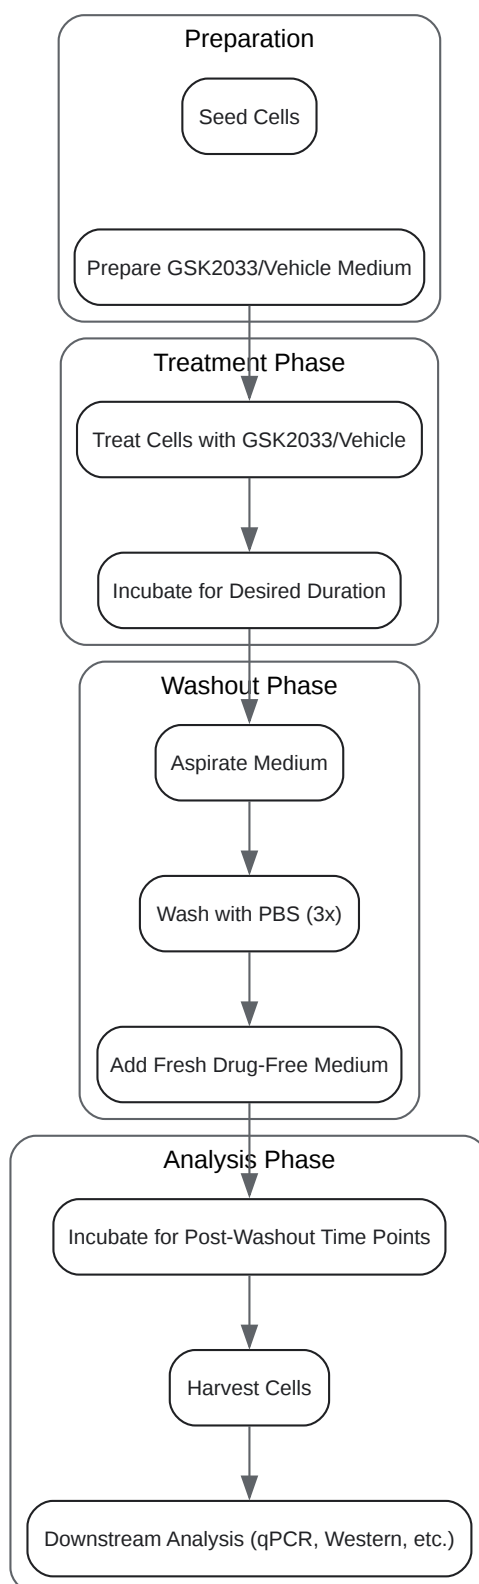 Preparation
Seed Cells
Prepare GSK2033/Vehicle Medium
Treatment Phase
Treat Cells with GSK2033/Vehicle
Incubate for Desired Duration
Washout Phase
Aspirate Medium
Wash with PBS (3x)
Add Fresh Drug-Free Medium
Analysis Phase
Incubate for Post-Washout Time Points
Harvest Cells
Downstream Analysis (qPCR, Western, etc.)